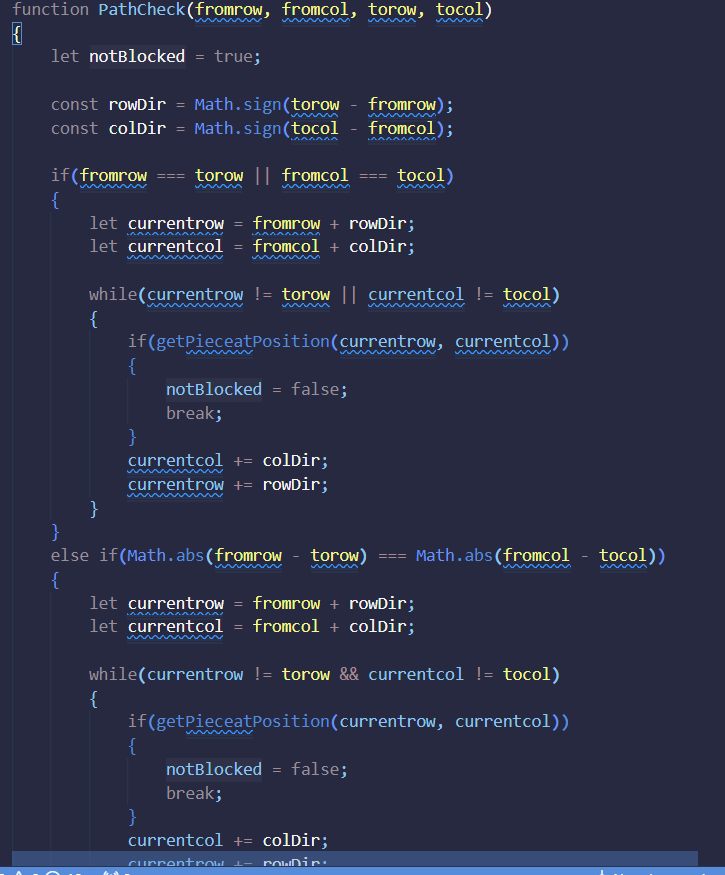 function PathCheck(fromrow, fromcol, torow, tocol)
{
    let notBlocked = true;

    const rowDir = Math.sign(torow - fromrow);
    const colDir = Math.sign(tocol - fromcol);

    if(fromrow === torow || fromcol === tocol)
    {
        let currentrow = fromrow + rowDir;
        let currentcol = fromcol + colDir;

        while(currentrow != torow || currentcol != tocol)
        {
            if(getPieceatPosition(currentrow, currentcol))
            {
                notBlocked = false;
                break;
            }
            currentcol += colDir;
            currentrow += rowDir;
        }
    }
    else if(Math.abs(fromrow - torow) === Math.abs(fromcol - tocol))
    {
        let currentrow = fromrow + rowDir;
        let currentcol = fromcol + colDir;

        while(currentrow != torow && currentcol != tocol)
        {
            if(getPieceatPosition(currentrow, currentcol))
            {
                notBlocked = false;
                break;
            }
            currentcol += colDir;
            currentrow += rowDir;